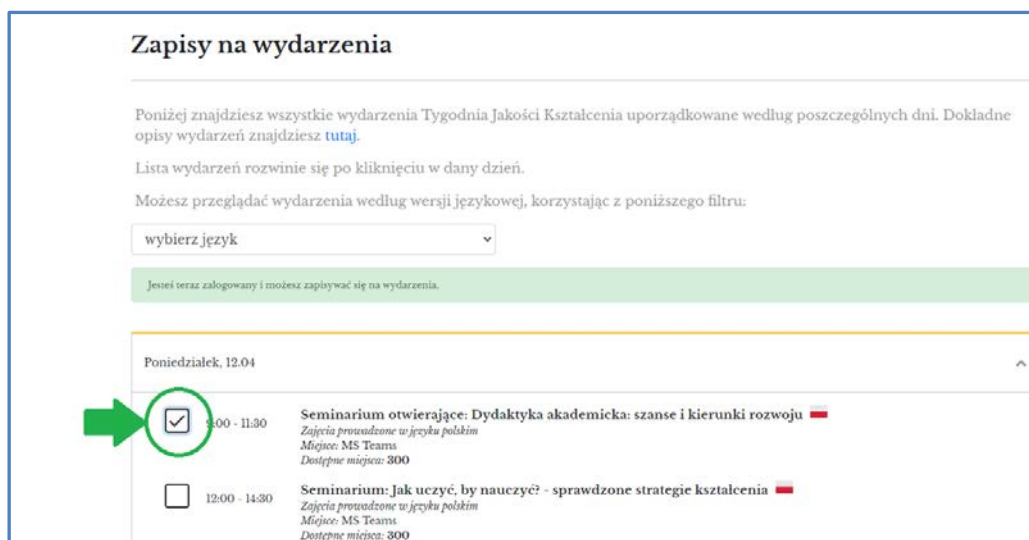 Zapisy na wydarzenia
Poniżej znajdziesz wszystkie wydarzenia Tygodnia Jakości Kształcenia uporządkowane według poszczególnych dni. Dokładne
opisy wydarzeń znajdziesz tutaj.
Lista wydarzeń rozwinie się po kliknięciu w dany dzień.
Możesz przeglądać wydarzenia według wersji językowej, korzystając z poniższego filtru:
wybierz język
Jesteś teraz zalogowany i możesz zapisywać się na wydarzenia.
Poniedziałek, 12.04
9:00 - 11:30
Seminarium otwierające: Dydaktyka akademicka: szanse i kierunki rozwoju
Zajęcia prowadzone w języku polskim
Miejsce: MS Teams
Dostępne miejsca: 300
12:00 - 14:30
Seminarium: Jak uczyć, by nauczyć? - sprawdzone strategie kształcenia
Zajęcia prowadzone w języku polskim
Miejsce: MS Teams
Dostępne miejsca: 300